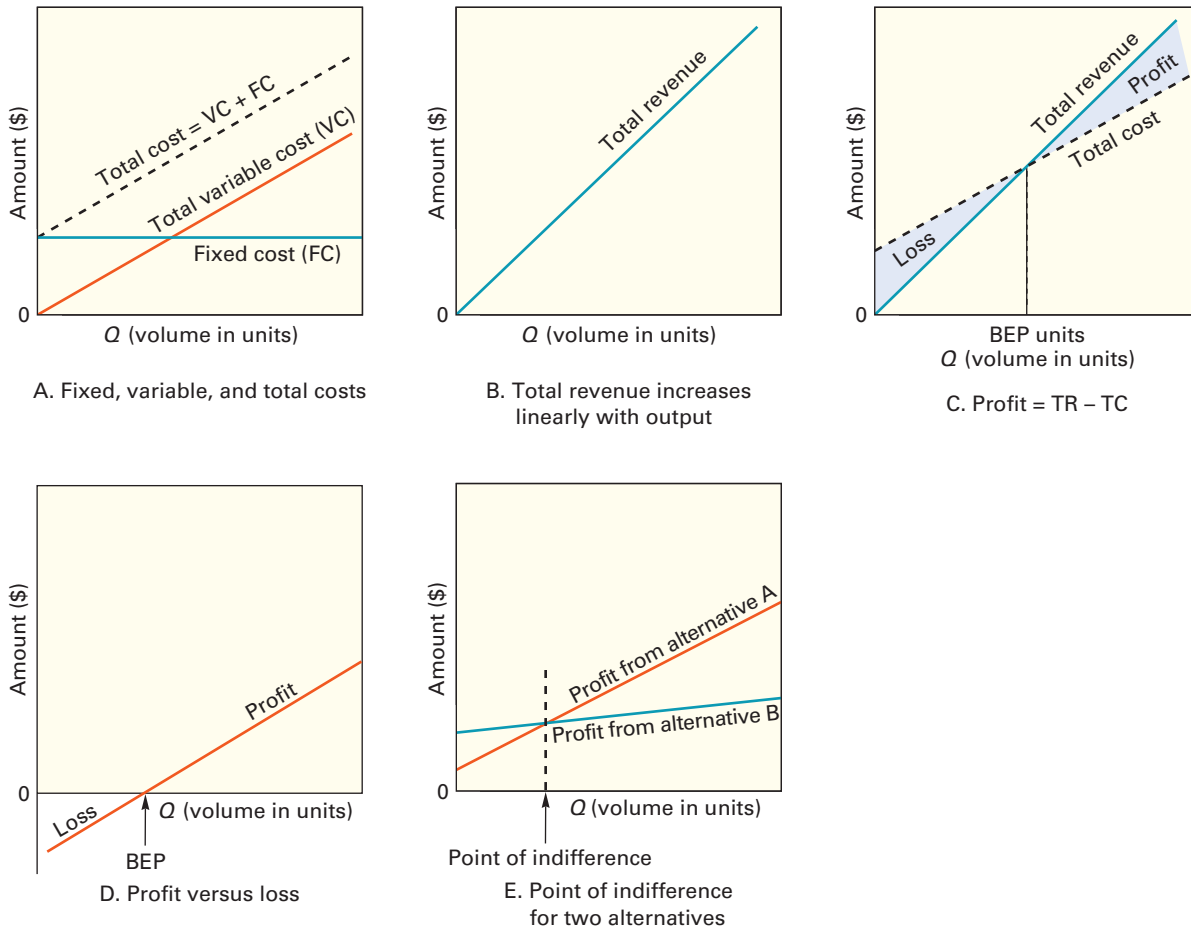 Amount ($)
Total cost = VC + FC
Total variable cost (VC)
Fixed cost (FC)
0
Q (volume in units)
A. Fixed, variable, and total costs
Amount ($)
Total revenue
0
Q (volume in units)
B. Total revenue increases
linearly with output
Amount ($)
Total revenue
Profit
Total cost
Loss
0
BEP units
Q (volume in units)
C. Profit = TR – TC
Amount ($)
Profit
0
Q (volume in units)
Loss
BEP
D. Profit versus loss
Amount ($)
Profit from alternative A
Profit from alternative B
0
Q (volume in units)
Point of indifference
E. Point of indifference
for two alternatives